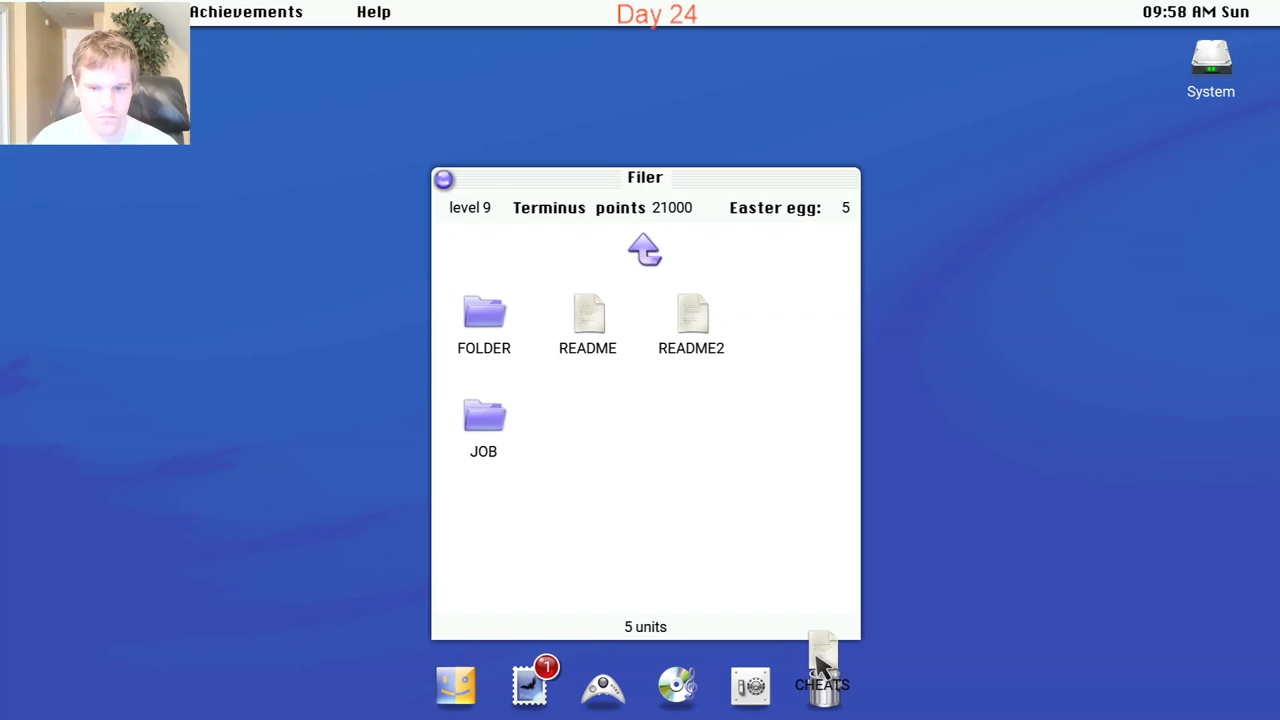 Achievements Help Day 24 09:58 AM Sun
System
Filer
level 9 Terminus points 21000 Easter egg: 5
FOLDER README README2
JOB
5 units
1
CHEATS